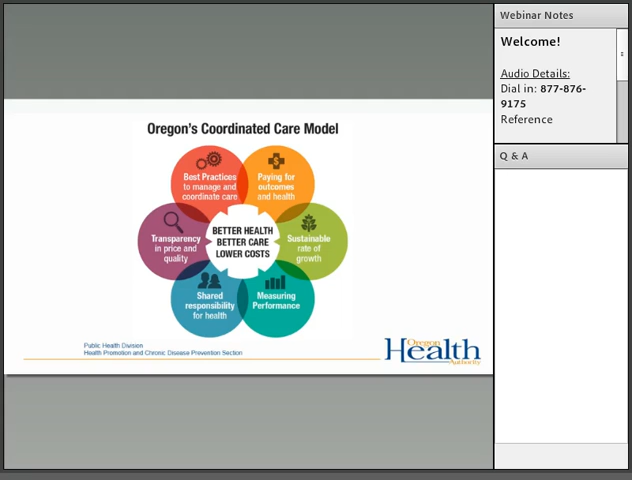 Webinar Notes
Welcome!
Audio Details:
Dial in: 877-876-
9175
Reference
Q & A
Oregon's Coordinated Care Model
Best Practices
to manage and
coordinate care
Paying for
outcomes
and health
Transparency
in price and
quality
BETTER HEALTH
BETTER CARE
LOWER COSTS
Sustainable
rate of
growth
Shared
responsibility
for health
Measuring
Performance
Public Health Division
Health Promotion and Chronic Disease Prevention Section
Oregon
Health
Authority